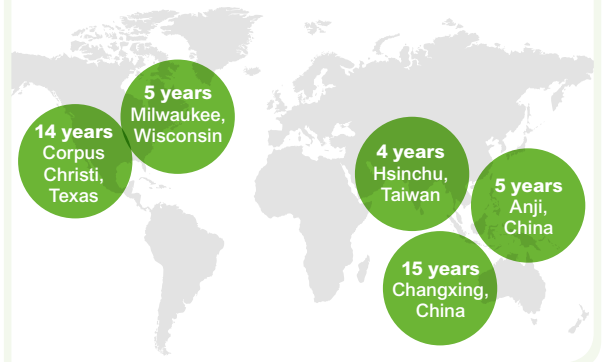 5 years
Milwaukee,
Wisconsin
14 years
Corpus
Christi,
Texas
4 years
Hsinchu,
Taiwan
5 years
Anji,
China
15 years
Changxing,
China